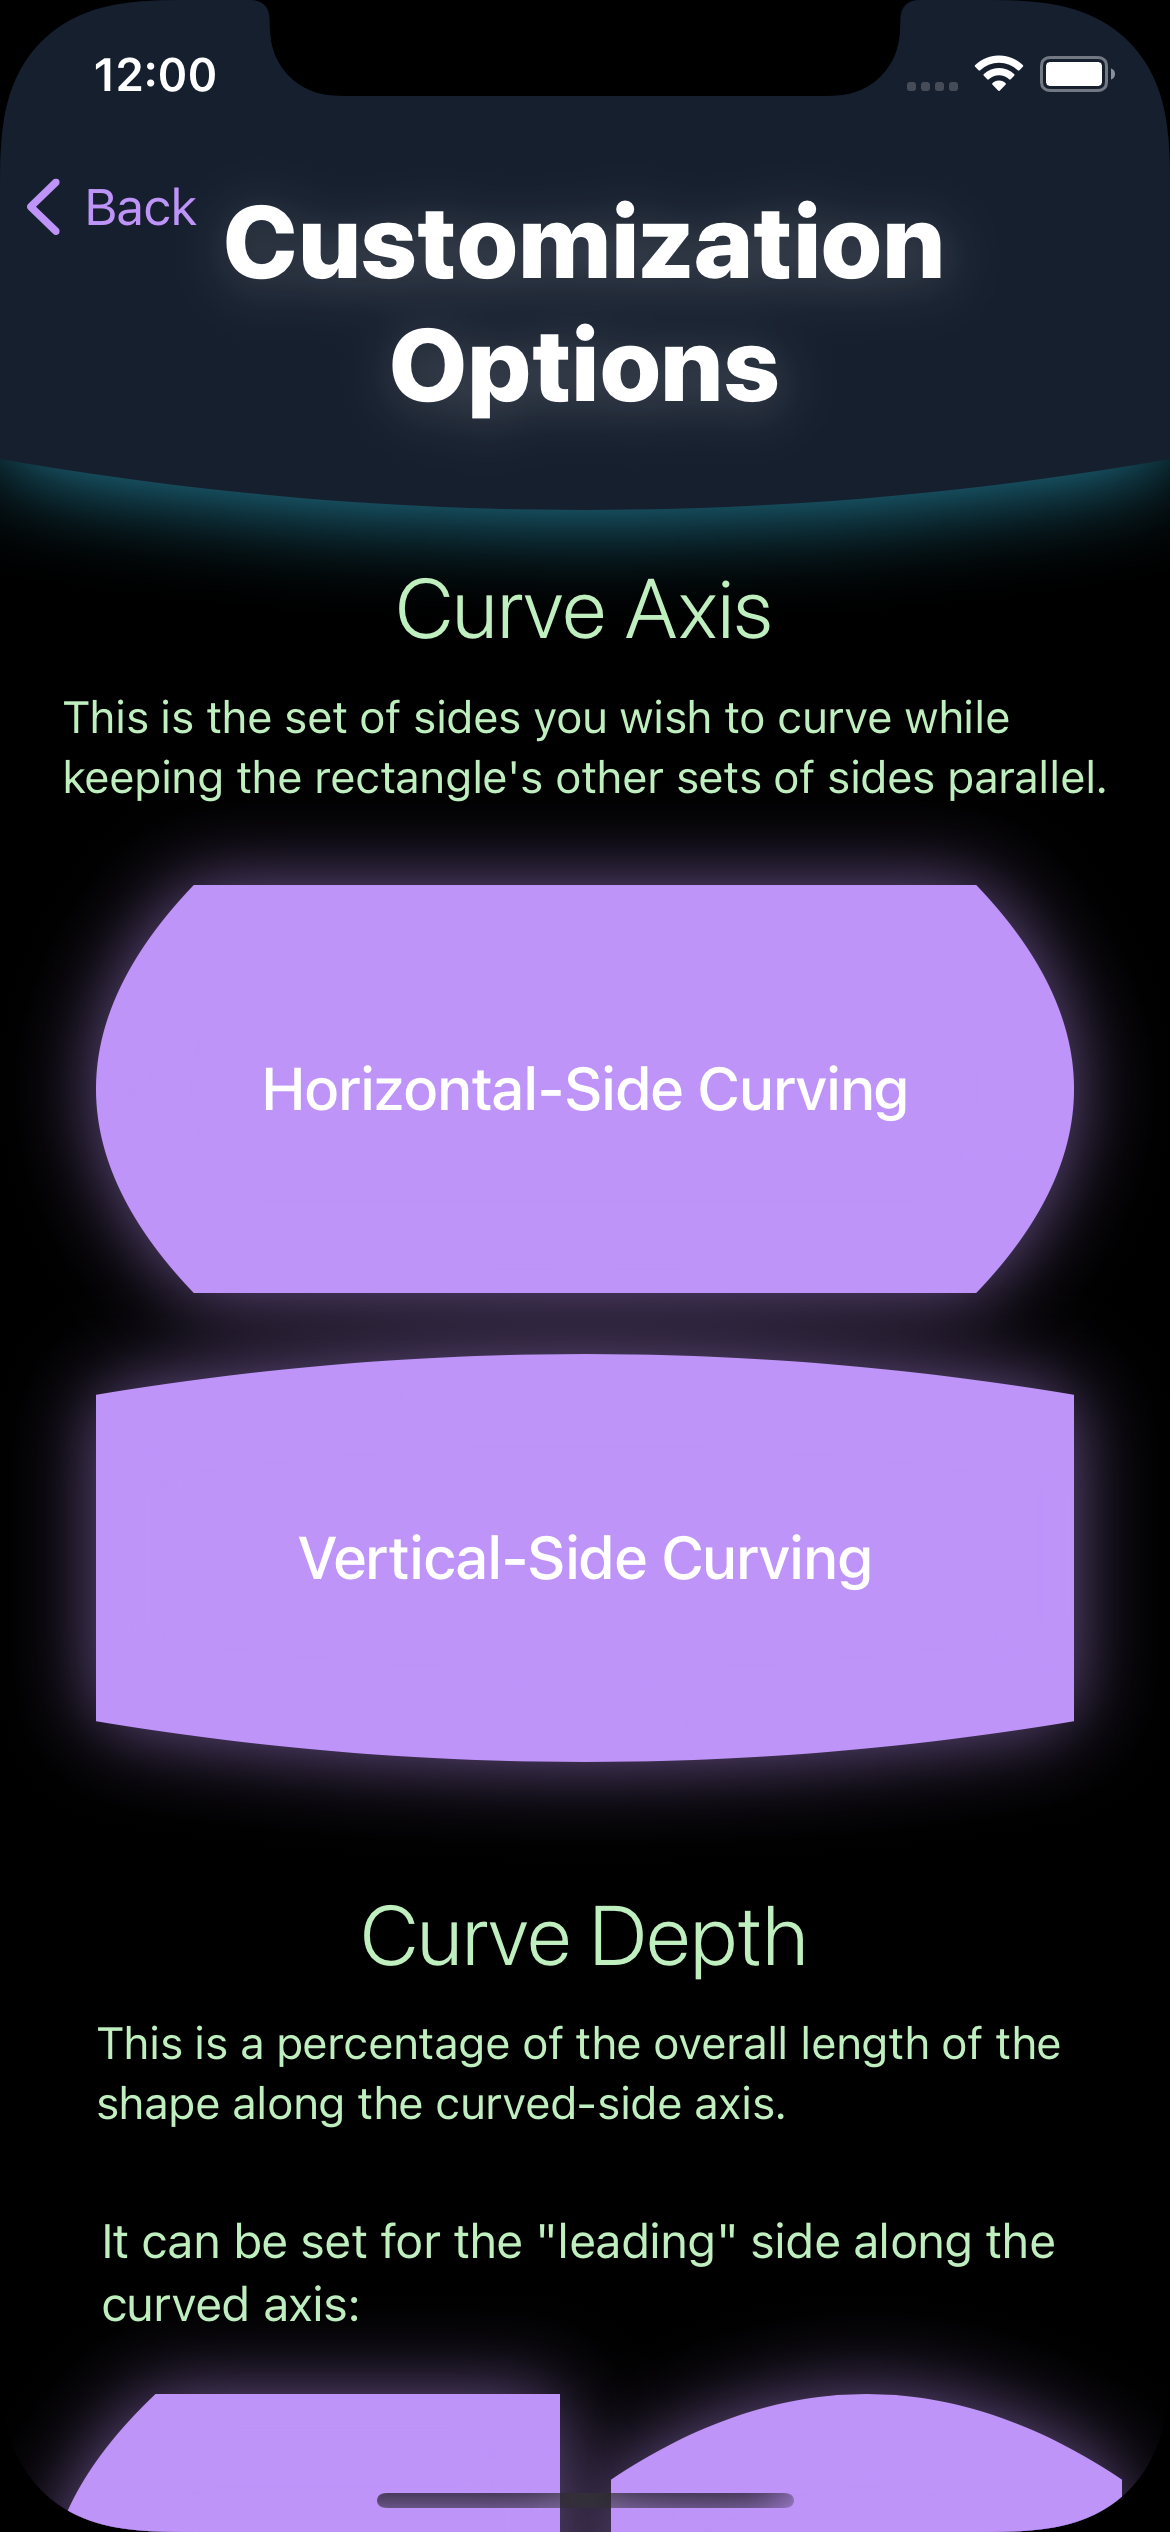 12:00
Back
Customization
Options
Curve Axis
This is the set of sides you wish to curve while
keeping the rectangle's other sets of sides parallel.
Horizontal-Side Curving
Vertical-Side Curving
Curve Depth
This is a percentage of the overall length of the
shape along the curved-side axis.
It can be set for the "leading" side along the
curved axis: